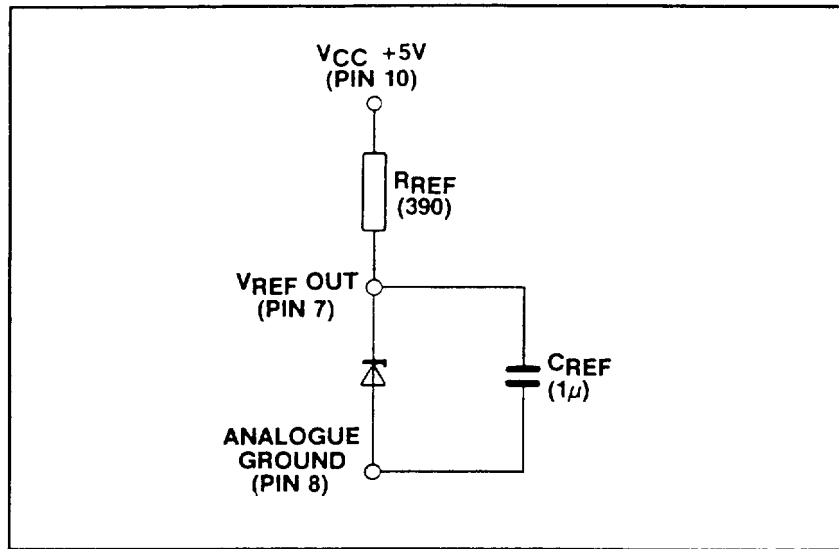 VCC +5V
(PIN 10)
RREF
(390)
VREF OUT
(PIN 7)
CREF
(1μ)
ANALOGUE
GROUND
(PIN 8)